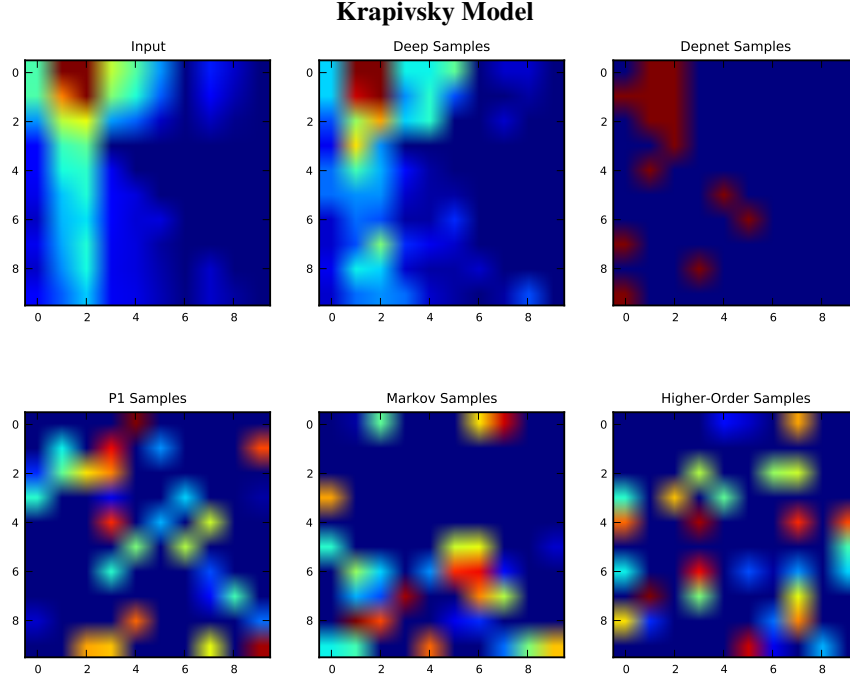 Krapivsky Model
Input Deep Samples Depnet Samples
0 0 0
2 2 2
4 4 4
6 6 6
8 8 8
0 2 4 6 8 0 2 4 6 8 0 2 4 6 8
P1 Samples Markov Samples Higher-Order Samples
0 0 0
2 2 2
4 4 4
6 6 6
8 8 8
0 2 4 6 8 0 2 4 6 8 0 2 4 6 8